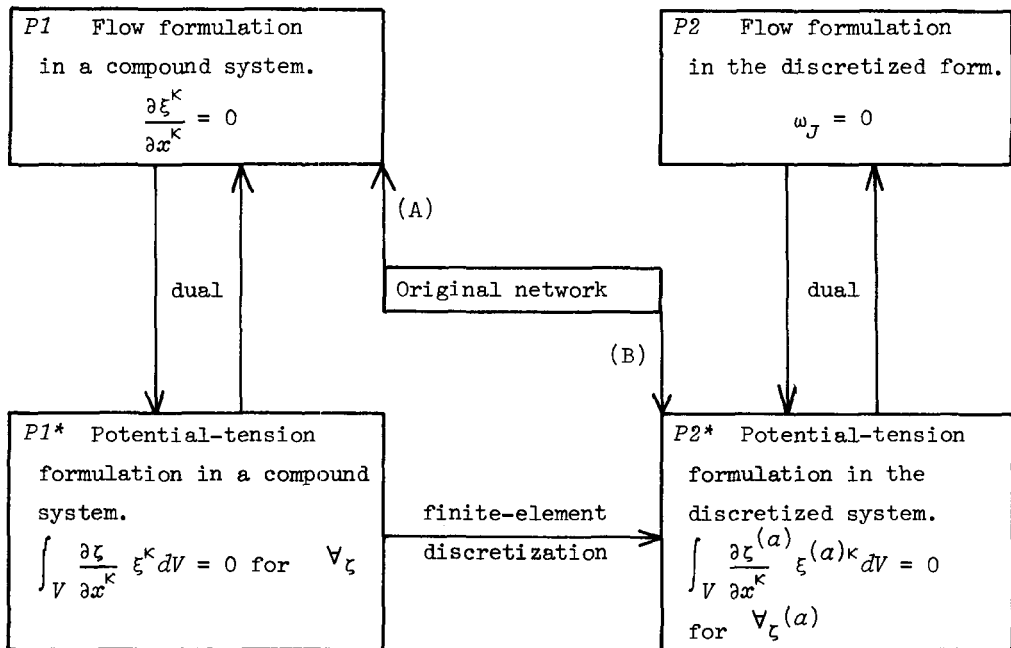 P1 Flow formulation
in a compound system.
∂ξ^κ/∂x^κ = 0
P2 Flow formulation
in the discretized form.
ω_J = 0
(A)
dual
Original network
dual
(B)
P1* Potential-tension
formulation in a compound
system.
∫_V ∂ζ/∂x^κ ξ^κ dV = 0 for ∀ζ
finite-element
discretization
P2* Potential-tension
formulation in the
discretized system.
∫_V ∂ζ^(a)/∂x^κ ξ^(a)κ dV = 0
for ∀ζ^(a)